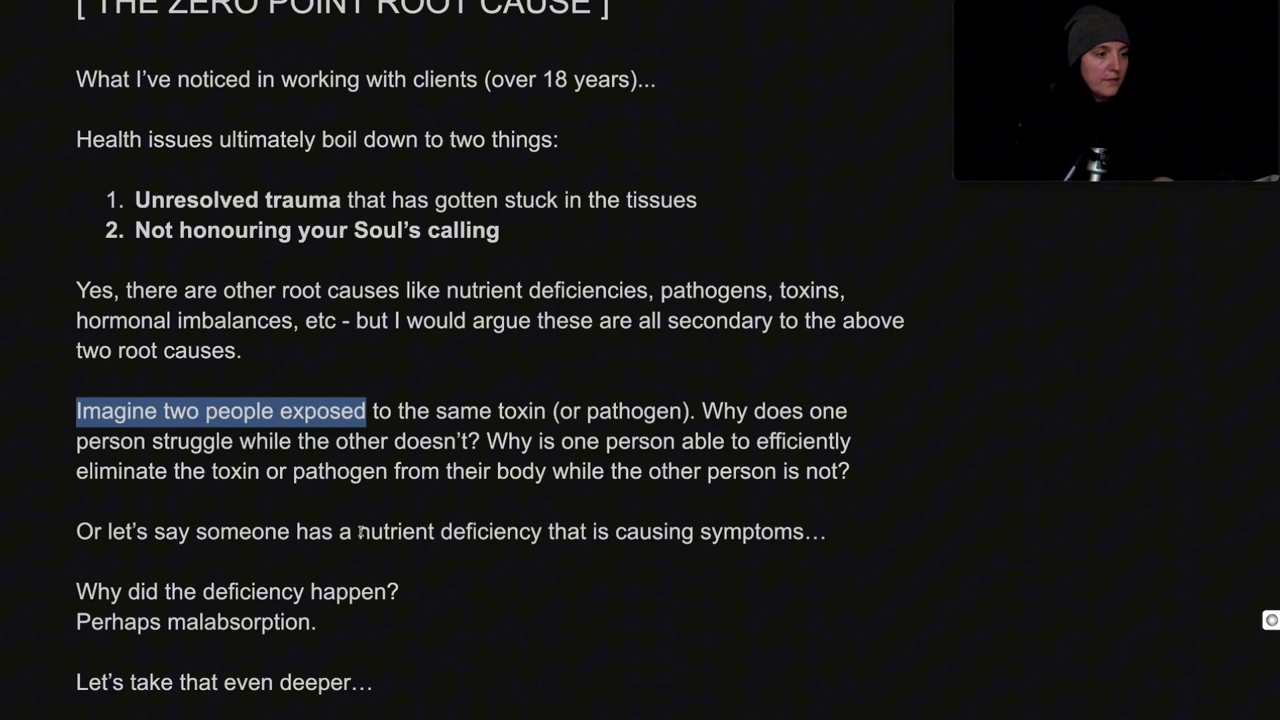 [ THE ZERO POINT ROOT CAUSE ]
What I’ve noticed in working with clients (over 18 years)...
Health issues ultimately boil down to two things:
1. Unresolved trauma that has gotten stuck in the tissues
2. Not honouring your Soul’s calling
Yes, there are other root causes like nutrient deficiencies, pathogens, toxins,
hormonal imbalances, etc - but I would argue these are all secondary to the above
two root causes.
Imagine two people exposed to the same toxin (or pathogen). Why does one
person struggle while the other doesn’t? Why is one person able to efficiently
eliminate the toxin or pathogen from their body while the other person is not?
Or let’s say someone has a nutrient deficiency that is causing symptoms…
Why did the deficiency happen?
Perhaps malabsorption.
Let’s take that even deeper…